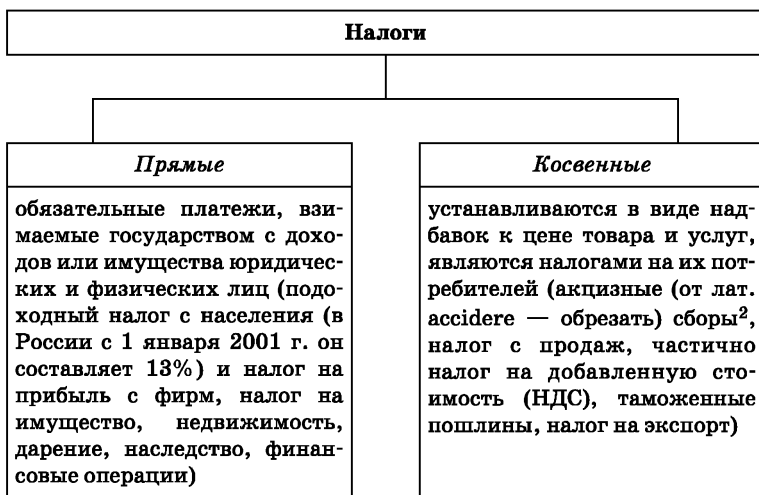 Налоги
Прямые
обязательные платежи, взи-
маемые государством с дохо-
дов или имущества юридичес-
ких и физических лиц (подо-
ходный налог с населения (в
России с 1 января 2001 г. он
составляет 13%) и налог на
прибыль с фирм, налог на
имущество, недвижимость,
дарение, наследство, финан-
совые операции)
Косвенные
устанавливаются в виде над-
бавок к цене товара и услуг,
являются налогами на их пот-
ребителей (акцизные (от лат.
accidere — обрезать) сборы²,
налог с продаж, частично
налог на добавленную сто-
имость (НДС), таможенные
пошлины, налог на экспорт)